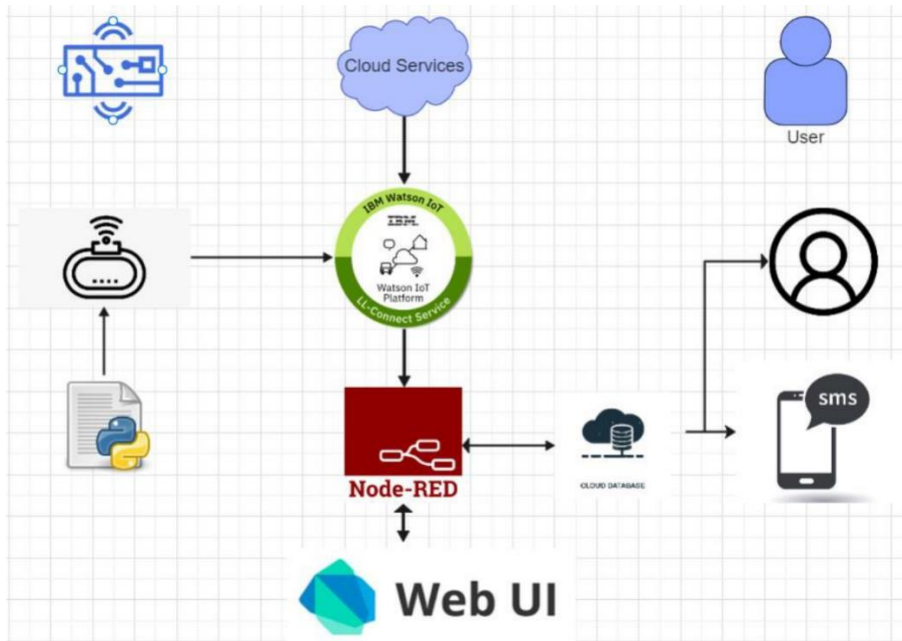 Cloud Services
User
IBM Watson IoT
IBM
Watson IoT
Platform
LL-Connect Service
sms
CLOUD DATABASE
Node-RED
Web UI